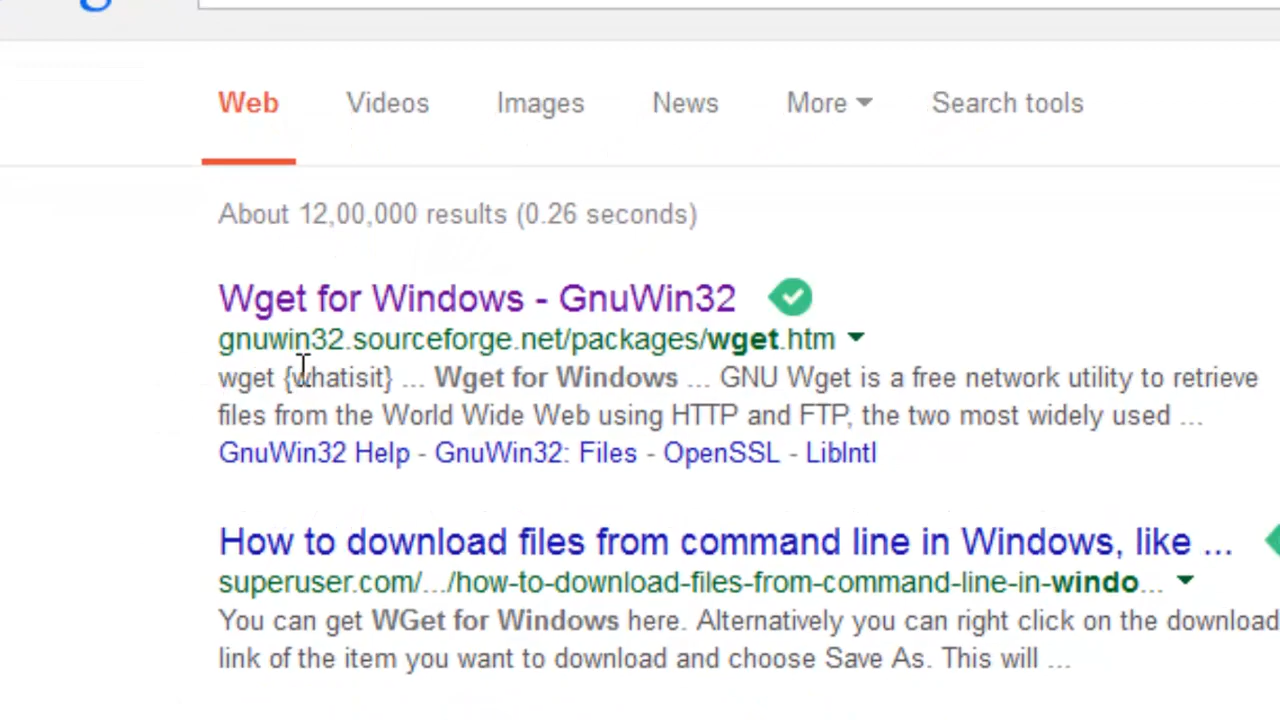 Web Videos Images News More Search tools
About 12,00,000 results (0.26 seconds)
Wget for Windows - GnuWin32
gnuwin32.sourceforge.net/packages/wget.htm
wget {whatisit} ... Wget for Windows ... GNU Wget is a free network utility to retrieve
files from the World Wide Web using HTTP and FTP, the two most widely used ...
GnuWin32 Help - GnuWin32: Files - OpenSSL - LibIntl
How to download files from command line in Windows, like ...
superuser.com/.../how-to-download-files-from-command-line-in-windo...
You can get WGet for Windows here. Alternatively you can right click on the download
link of the item you want to download and choose Save As. This will ...